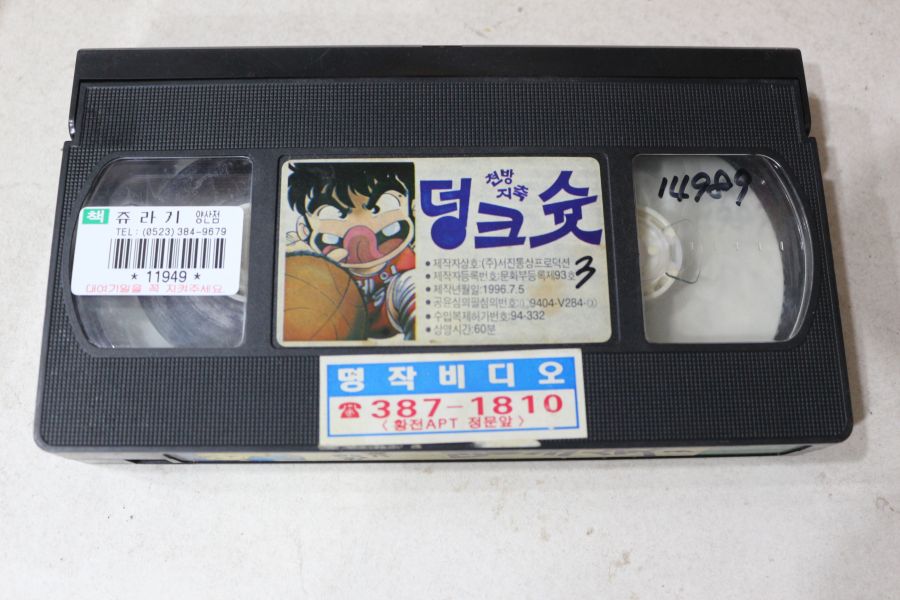 책 쥬라기 양산점
TEL: (0523) 384-9679
* 11949 *
대여기일을 꼭 지켜주세요
천방
지축
덩크슛
• 제작자상호:(주)서진통상프로덕션
• 제작자등록번호:문화부등록제93호
• 제작년월일:1996.7.5
• 공유심의필심의번호: 9404-V284-③
• 수입복제허가번호:94-332
• 상영시간:60분
3
명작비디오
☎ 387-1810
< 황전APT 정문앞 >